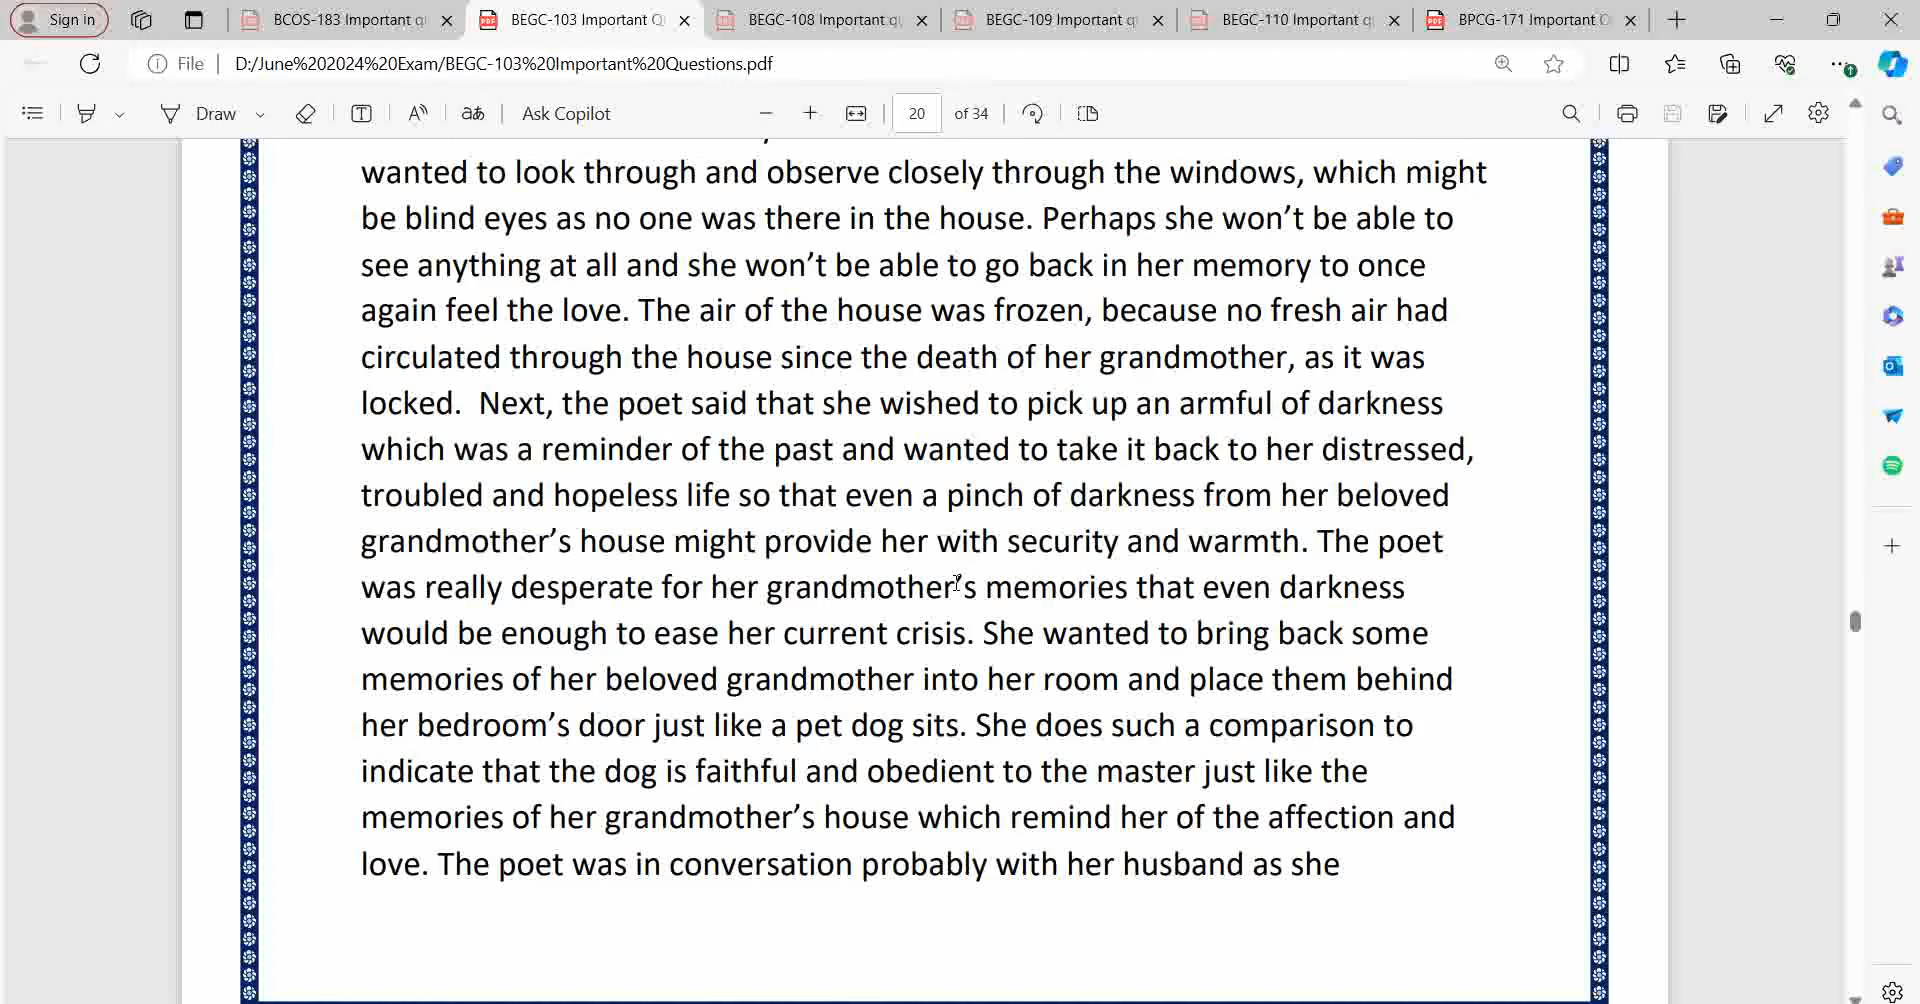 Sign in
BCOS-183 Important q
BEGC-103 Important Q
BEGC-108 Important q
BEGC-109 Important q
BEGC-110 Important q
BPCG-171 Important
File
D:/June%202024%20Exam/BEGC-103%20Important%20Questions.pdf
Draw
Ask Copilot
20
of 34
wanted to look through and observe closely through the windows, which might
be blind eyes as no one was there in the house. Perhaps she won’t be able to
see anything at all and she won’t be able to go back in her memory to once
again feel the love. The air of the house was frozen, because no fresh air had
circulated through the house since the death of her grandmother, as it was
locked.  Next, the poet said that she wished to pick up an armful of darkness
which was a reminder of the past and wanted to take it back to her distressed,
troubled and hopeless life so that even a pinch of darkness from her beloved
grandmother’s house might provide her with security and warmth. The poet
was really desperate for her grandmother’s memories that even darkness
would be enough to ease her current crisis. She wanted to bring back some
memories of her beloved grandmother into her room and place them behind
her bedroom’s door just like a pet dog sits. She does such a comparison to
indicate that the dog is faithful and obedient to the master just like the
memories of her grandmother’s house which remind her of the affection and
love. The poet was in conversation probably with her husband as she